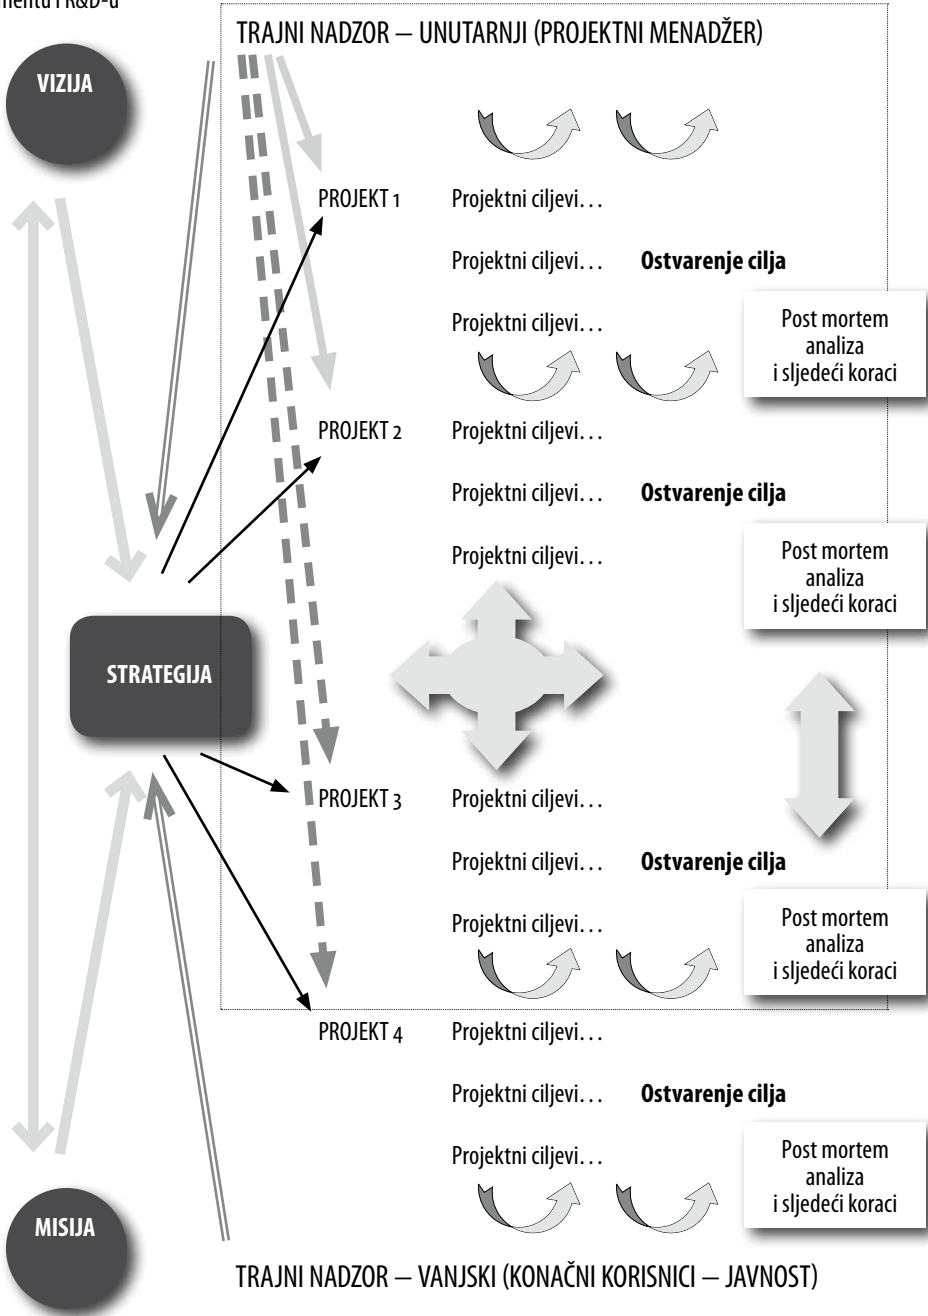 TRAJNI NADZOR – UNUTARNJI (PROJEKTNI MENADŽER)
VIZIJA
PROJEKT 1 Projektni ciljevi…
Projektni ciljevi… Ostvarenje cilja
Projektni ciljevi…
Post mortem
analiza
i sljedeći koraci
PROJEKT 2 Projektni ciljevi…
Projektni ciljevi… Ostvarenje cilja
Projektni ciljevi…
Post mortem
analiza
i sljedeći koraci
STRATEGIJA
PROJEKT 3 Projektni ciljevi…
Projektni ciljevi… Ostvarenje cilja
Projektni ciljevi…
Post mortem
analiza
i sljedeći koraci
PROJEKT 4 Projektni ciljevi…
Projektni ciljevi… Ostvarenje cilja
Projektni ciljevi…
Post mortem
analiza
i sljedeći koraci
MISIJA
TRAJNI NADZOR – VANJSKI (KONAČNI KORISNICI – JAVNOST)